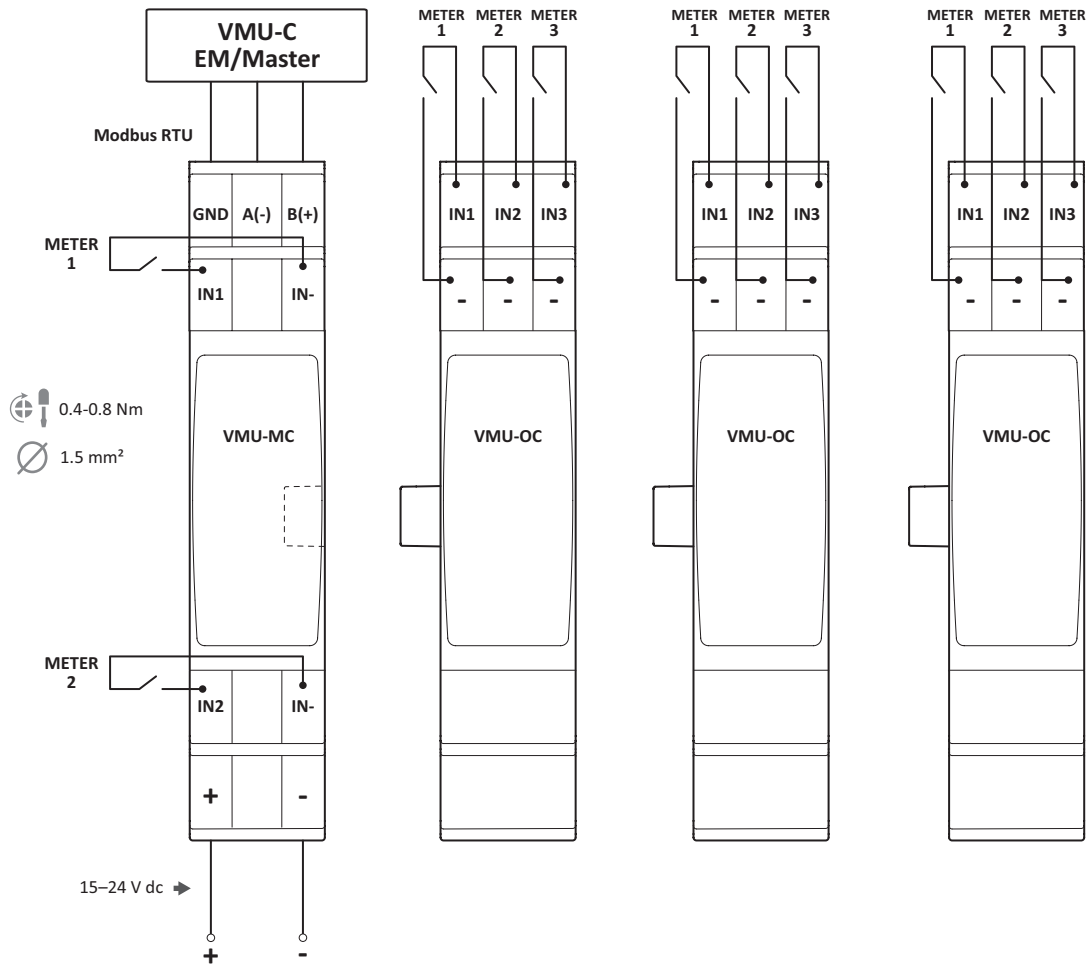 VMU-C
EM/Master
METER METER METER
1 2 3
METER METER METER
1 2 3
METER METER METER
1 2 3
Modbus RTU
GND A(-) B(+)
IN1 IN2 IN3
IN1 IN2 IN3
IN1 IN2 IN3
METER
1
IN1 IN-
- - -
- - -
- - -
0.4-0.8 Nm
1.5 mm²
VMU-MC
VMU-OC
VMU-OC
VMU-OC
METER
2
IN2 IN-
+ -
15–24 V dc
+ -